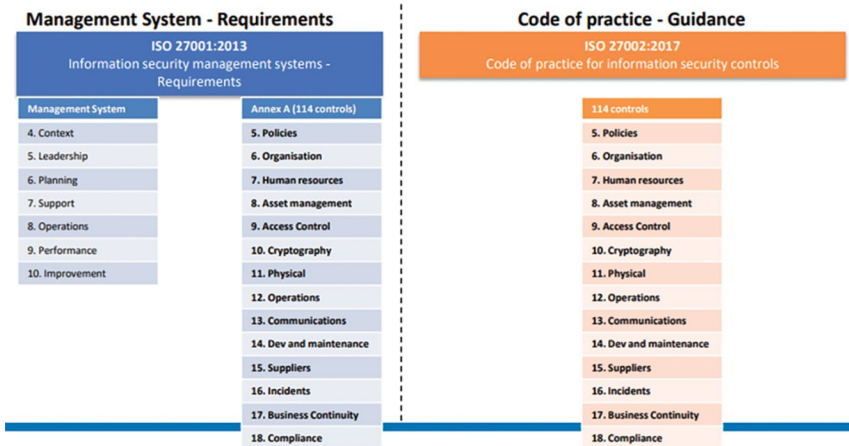 Management System - Requirements
ISO 27001:2013
Information security management systems -
Requirements
Management System
4. Context
5. Leadership
6. Planning
7. Support
8. Operations
9. Performance
10. Improvement
Annex A (114 controls)
5. Policies
6. Organisation
7. Human resources
8. Asset management
9. Access Control
10. Cryptography
11. Physical
12. Operations
13. Communications
14. Dev and maintenance
15. Suppliers
16. Incidents
17. Business Continuity
18. Compliance
Code of practice - Guidance
ISO 27002:2017
Code of practice for information security controls
114 controls
5. Policies
6. Organisation
7. Human resources
8. Asset management
9. Access Control
10. Cryptography
11. Physical
12. Operations
13. Communications
14. Dev and maintenance
15. Suppliers
16. Incidents
17. Business Continuity
18. Compliance